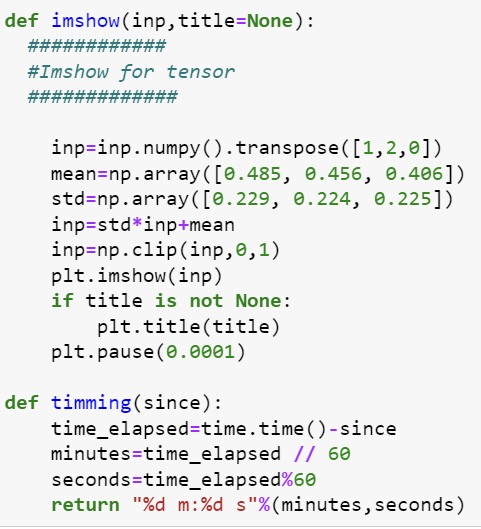 def imshow(inp,title=None):
############
#Imshow for tensor
#############
inp=inp.numpy().transpose([1,2,0])
mean=np.array([0.485, 0.456, 0.406])
std=np.array([0.229, 0.224, 0.225])
inp=std*inp+mean
inp=np.clip(inp,0,1)
plt.imshow(inp)
if title is not None:
plt.title(title)
plt.pause(0.0001)
def timming(since):
time_elapsed=time.time()-since
minutes=time_elapsed // 60
seconds=time_elapsed%60
return "%d m:%d s"%(minutes,seconds)